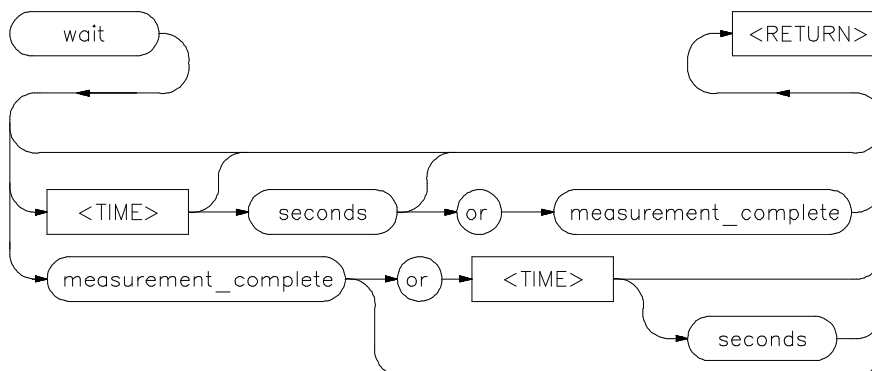 wait <RETURN>
<TIME> seconds or measurement_complete
measurement_complete or <TIME>
seconds